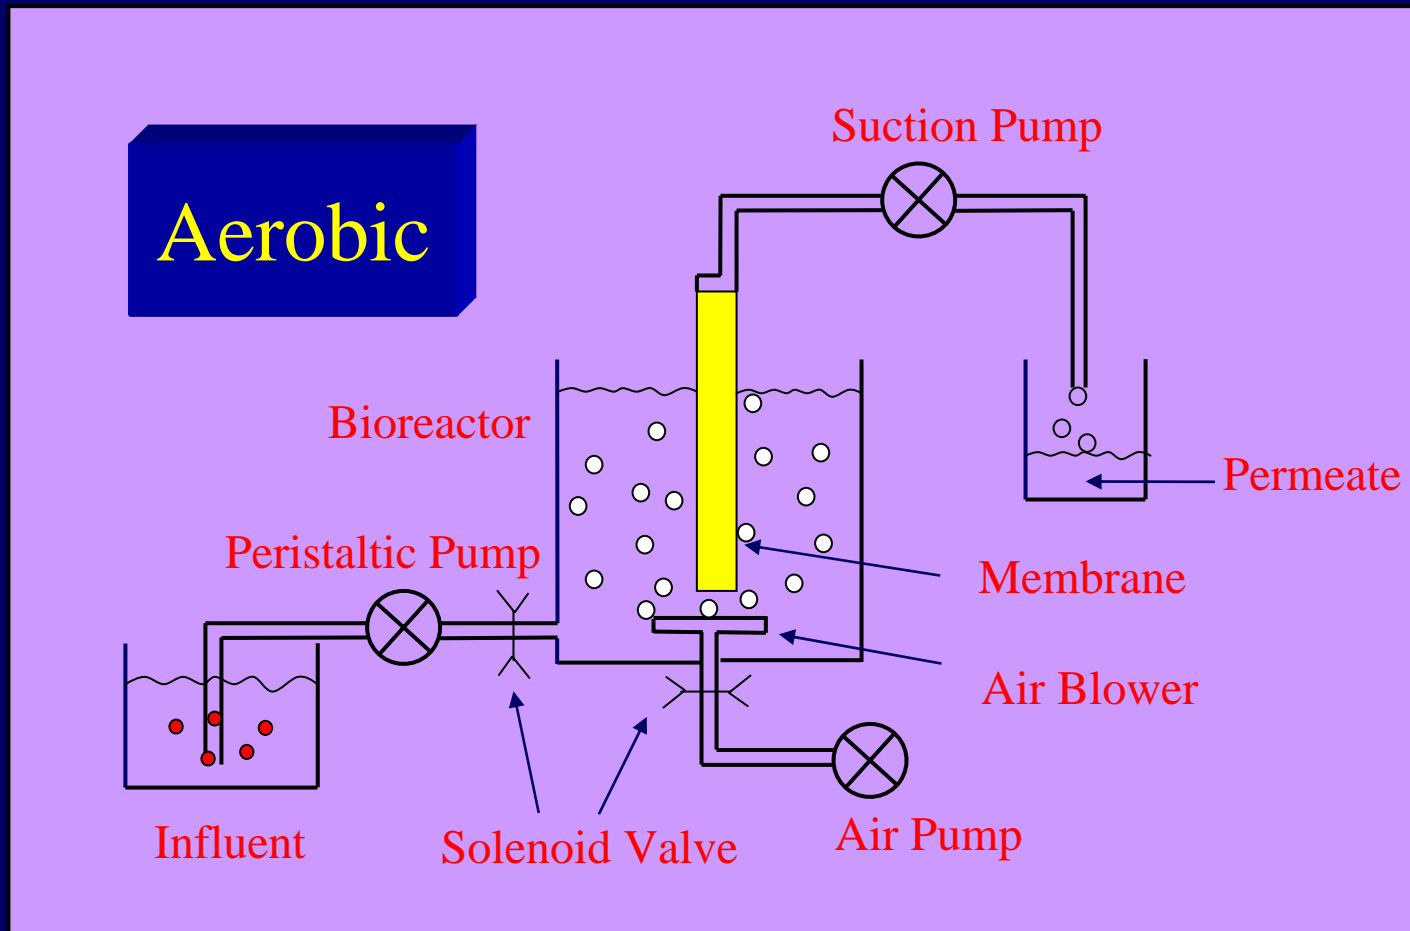 Suction Pump
Aerobic
Bioreactor
Permeate
Peristaltic Pump
Membrane
Air Blower
Influent
Solenoid Valve
Air Pump